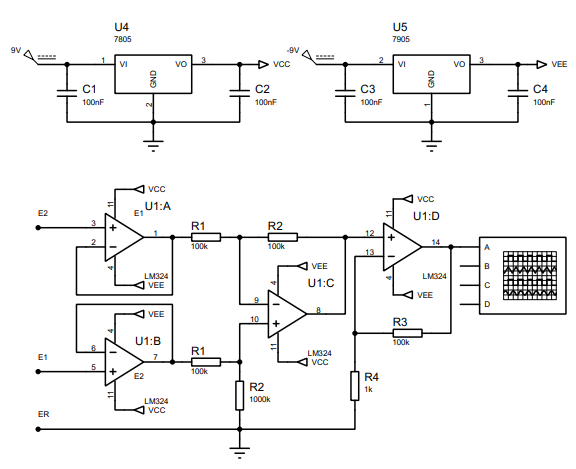 U4
7805
9V
1
VI
VO
3
VCC
GND
2
C1
100nF
C2
100nF
U5
7905
-9V
2
VI
VO
3
VEE
GND
1
C3
100nF
C4
100nF
E2
3
2
11
VCC
U1:A
E1
1
4
LM324
VEE
R1
100k
R2
100k
9
10
4
VEE
U1:C
8
11
LM324
VCC
12
13
11
VCC
U1:D
14
4
LM324
VEE
A
B
C
D
R3
100k
R4
1k
E1
6
5
4
VEE
U1:B
7
E2
11
LM324
VCC
R1
100k
R2
1000k
ER